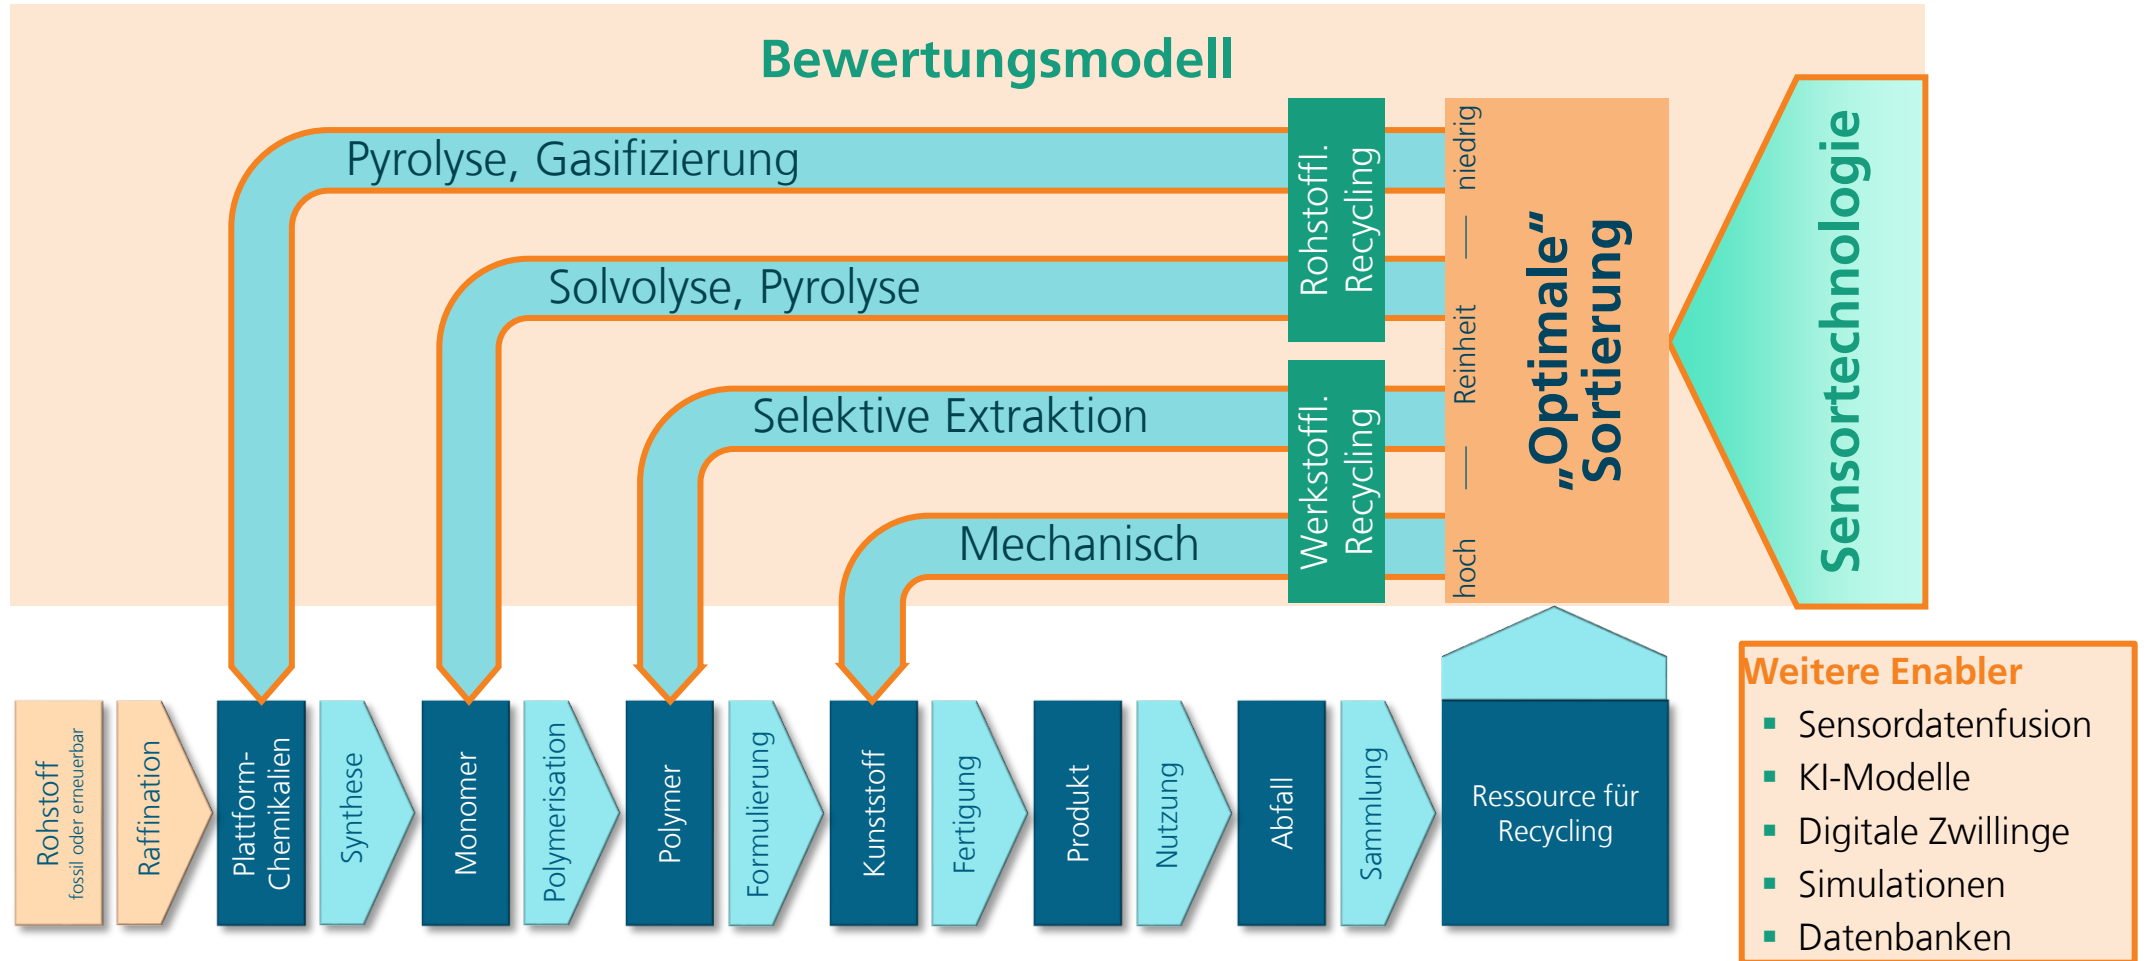 Bewertungsmodell
Pyrolyse, Gasifizierung
Solvolyse, Pyrolyse
Selektive Extraktion
Mechanisch
Rohstoffl.
Recycling
Werkstoffl.
Recycling
niedrig
Reinheit
hoch
„Optimale“
Sortierung
Sensortechnologie
Rohstoff
fossil oder erneuerbar
Raffination
Plattform-
Chemikalien
Synthese
Monomer
Polymerisation
Polymer
Formulierung
Kunststoff
Fertigung
Produkt
Nutzung
Abfall
Sammlung
Ressource für
Recycling
Weitere Enabler
▪ Sensordatenfusion
▪ KI-Modelle
▪ Digitale Zwillinge
▪ Simulationen
▪ Datenbanken